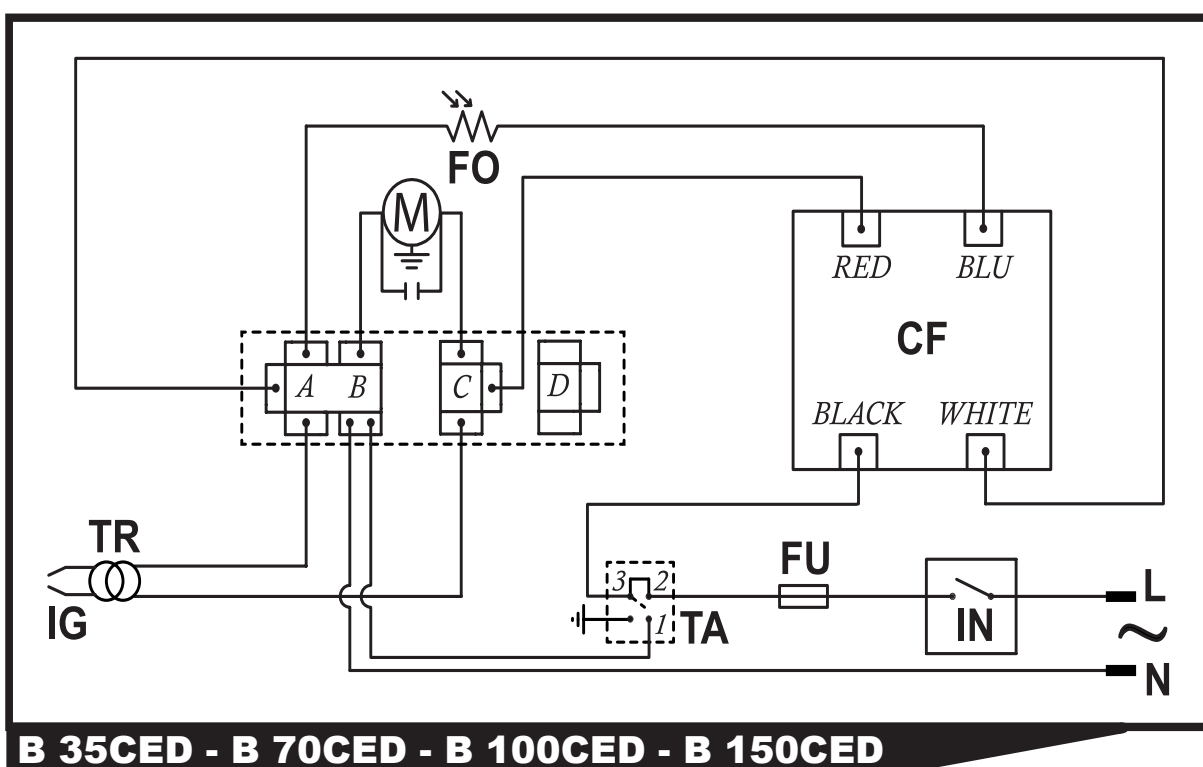 FO
M
RED BLU
CF
A B C D
BLACK WHITE
TR
IG
FU
3 2
1 TA
IN
L
~
N
B 35CED - B 70CED - B 100CED - B 150CED